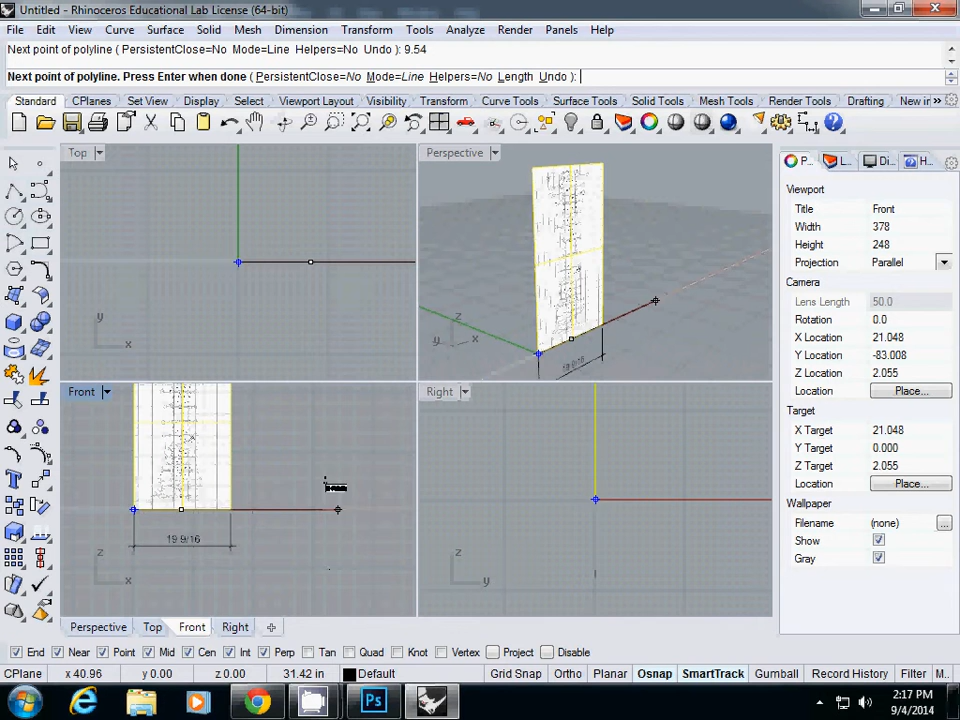 Untitled - Rhinoceros Educational Lab License (64-bit)
File Edit View Curve Surface Solid Mesh Dimension Transform Tools Analyze Render Panels Help
Next point of polyline ( PersistentClose=No Mode=Line Helpers=No Undo ): 9.54
Next point of polyline. Press Enter when done ( PersistentClose=No Mode=Line Helpers=No Length Undo ):
Standard CPlanes Set View Display Select Viewport Layout Visibility Transform Curve Tools Surface Tools Solid Tools Mesh Tools Render Tools Drafting New in »
Top
Perspective
P... L... Di... H...
Viewport
Title Front
Width 378
Height 248
Projection Parallel
Camera
Lens Length 50.0
Rotation 0.0
X Location 21.048
Y Location -83.008
Z Location 2.055
Location Place...
Target
X Target 21.048
Y Target 0.000
Z Target 2.055
Location Place...
Wallpaper
Filename (none) ...
Show
Gray
y x
z x y
19 9/16
Front
Right
19 9/16
z x
z y
Perspective Top Front Right
End Near Point Mid Cen Int Perp Tan Quad Knot Vertex Project Disable
CPlane x 40.96 y 0.00 z 0.00 31.42 in Default Grid Snap Ortho Planar Osnap SmartTrack Gumball Record History Filter M...
Ps
2:17 PM
9/4/2014